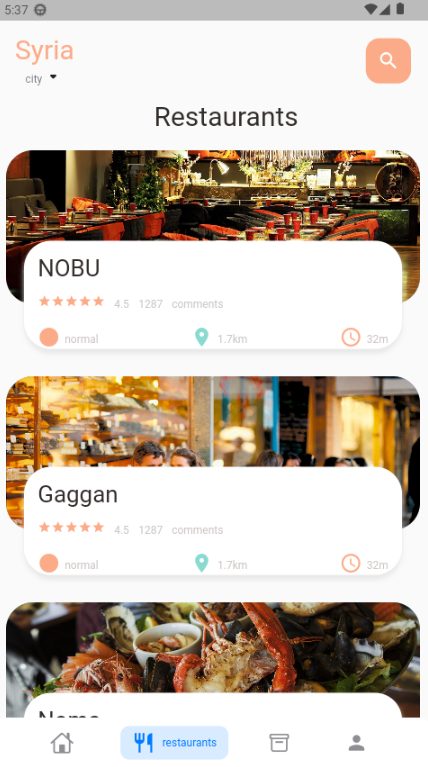 5:37
Syria
city
Restaurants
NOBU
4.5 1287 comments
normal 1.7km 32m
Gaggan
4.5 1287 comments
normal 1.7km 32m
restaurants